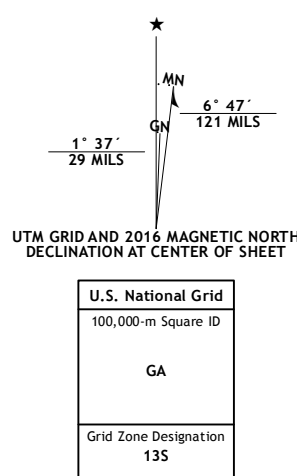 ★
MN
GN
6° 47´
121 MILS
1° 37´
29 MILS
UTM GRID AND 2016 MAGNETIC NORTH
DECLINATION AT CENTER OF SHEET
U.S. National Grid
100,000-m Square ID
GA
Grid Zone Designation
13S